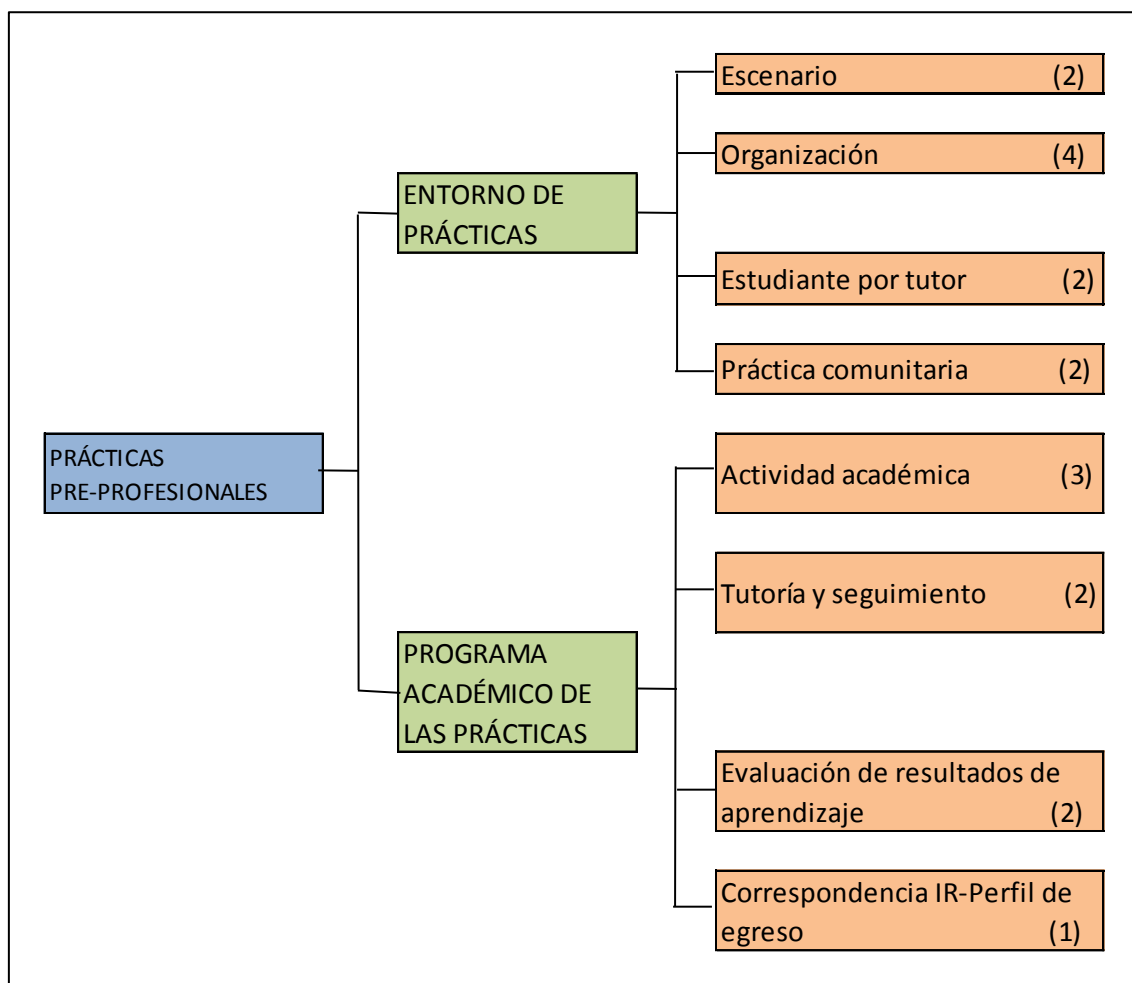 PRÁCTICAS
PRE-PROFESIONALES
ENTORNO DE
PRÁCTICAS
Escenario (2)
Organización (4)
Estudiante por tutor (2)
Práctica comunitaria (2)
PROGRAMA
ACADÉMICO DE
LAS PRÁCTICAS
Actividad académica (3)
Tutoría y seguimiento (2)
Evaluación de resultados de
aprendizaje (2)
Correspondencia IR-Perfil de
egreso (1)